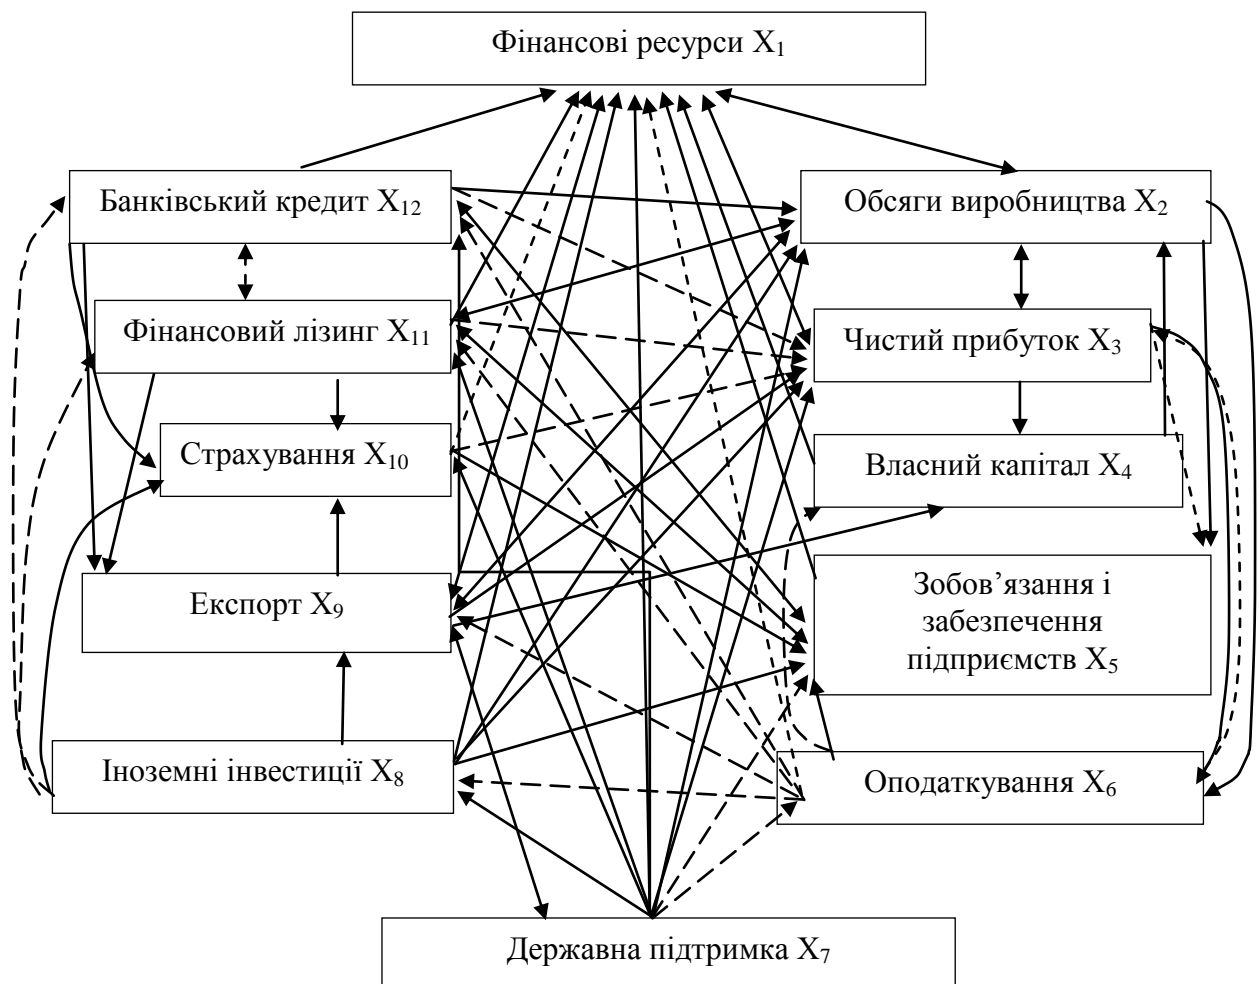 Фінансові ресурси X₁
Банківський кредит X₁₂
Обсяги виробництва X₂
Фінансовий лізинг X₁₁
Чистий прибуток X₃
Страхування X₁₀
Власний капітал X₄
Експорт X₉
Зобов’язання і
забезпечення
підприємств X₅
Іноземні інвестиції X₈
Оподаткування X₆
Державна підтримка X₇